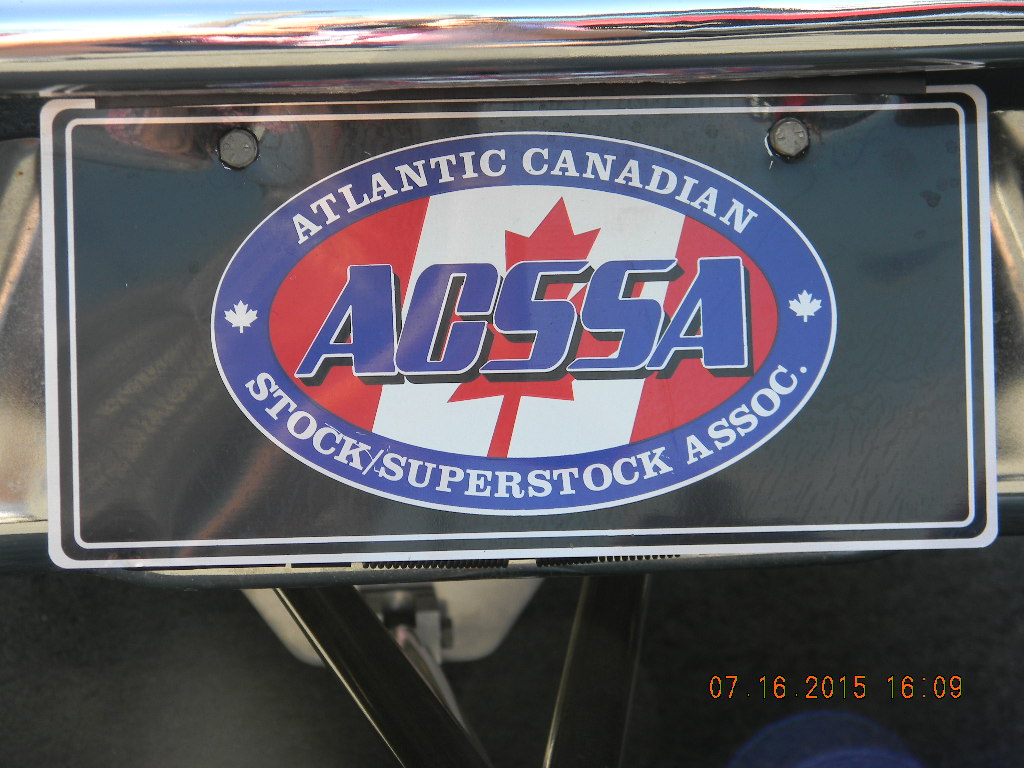 ATLANTIC CANADIAN
ACSSA
STOCK/SUPERSTOCK ASSOC.
07.16.2015 16:09